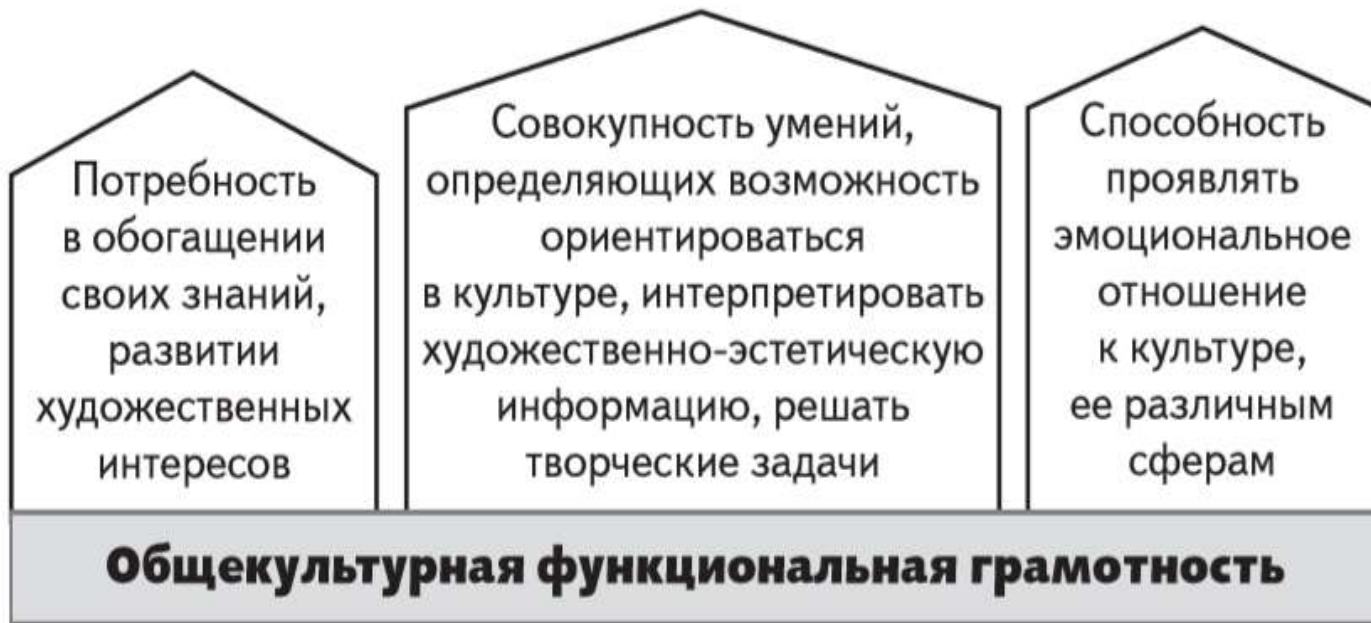 Потребность
в обогащении
своих знаний,
развитии
художественных
интересов
Совокупность умений,
определяющих возможность
ориентироваться
в культуре, интерпретировать
художественно-эстетическую
информацию, решать
творческие задачи
Способность
проявлять
эмоциональное
отношение
к культуре,
ее различным
сферам
Общекультурная функциональная грамотность